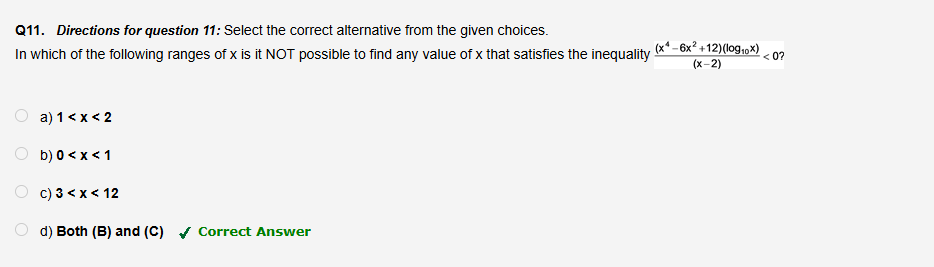 Q11. Directions for question 11: Select the correct alternative from the given choices.
In which of the following ranges of x is it NOT possible to find any value of x that satisfies the inequality (x⁴ – 6x² + 12)(log₁₀x) / (x – 2) < 0?
a) 1 < x < 2
b) 0 < x < 1
c) 3 < x < 12
d) Both (B) and (C) ✓ Correct Answer